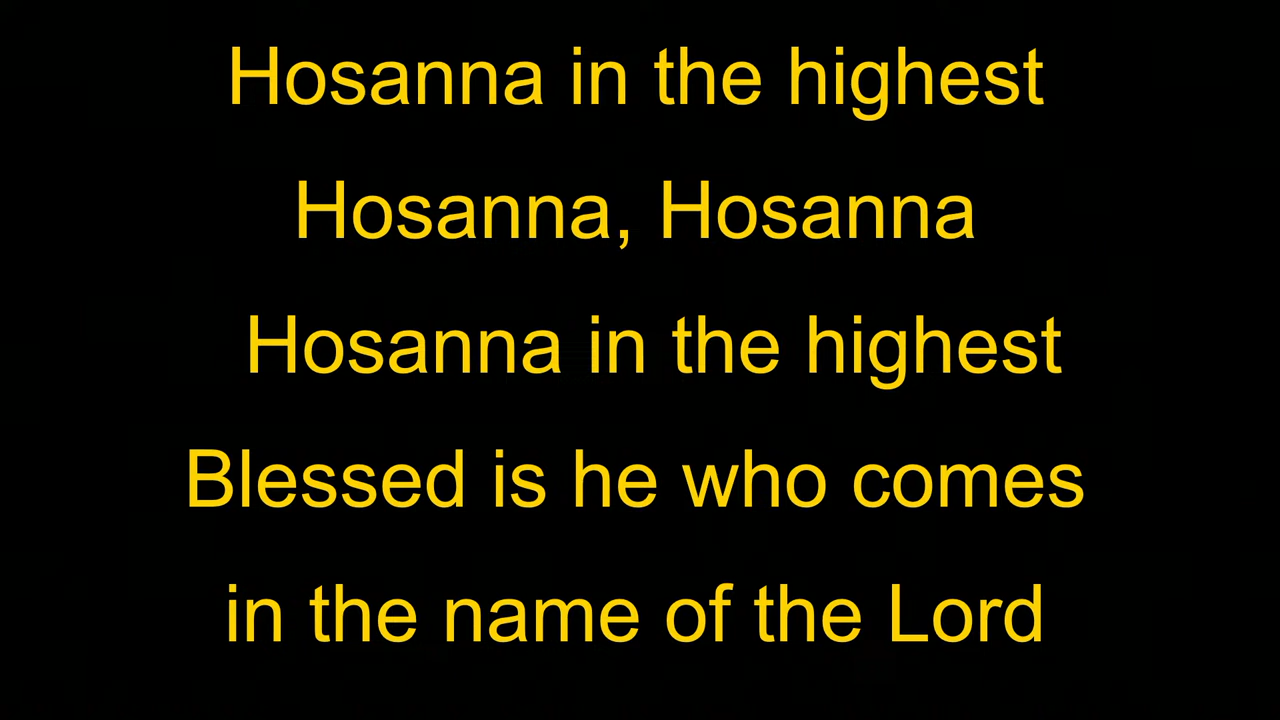 Hosanna in the highest
Hosanna, Hosanna
Hosanna in the highest
Blessed is he who comes
in the name of the Lord